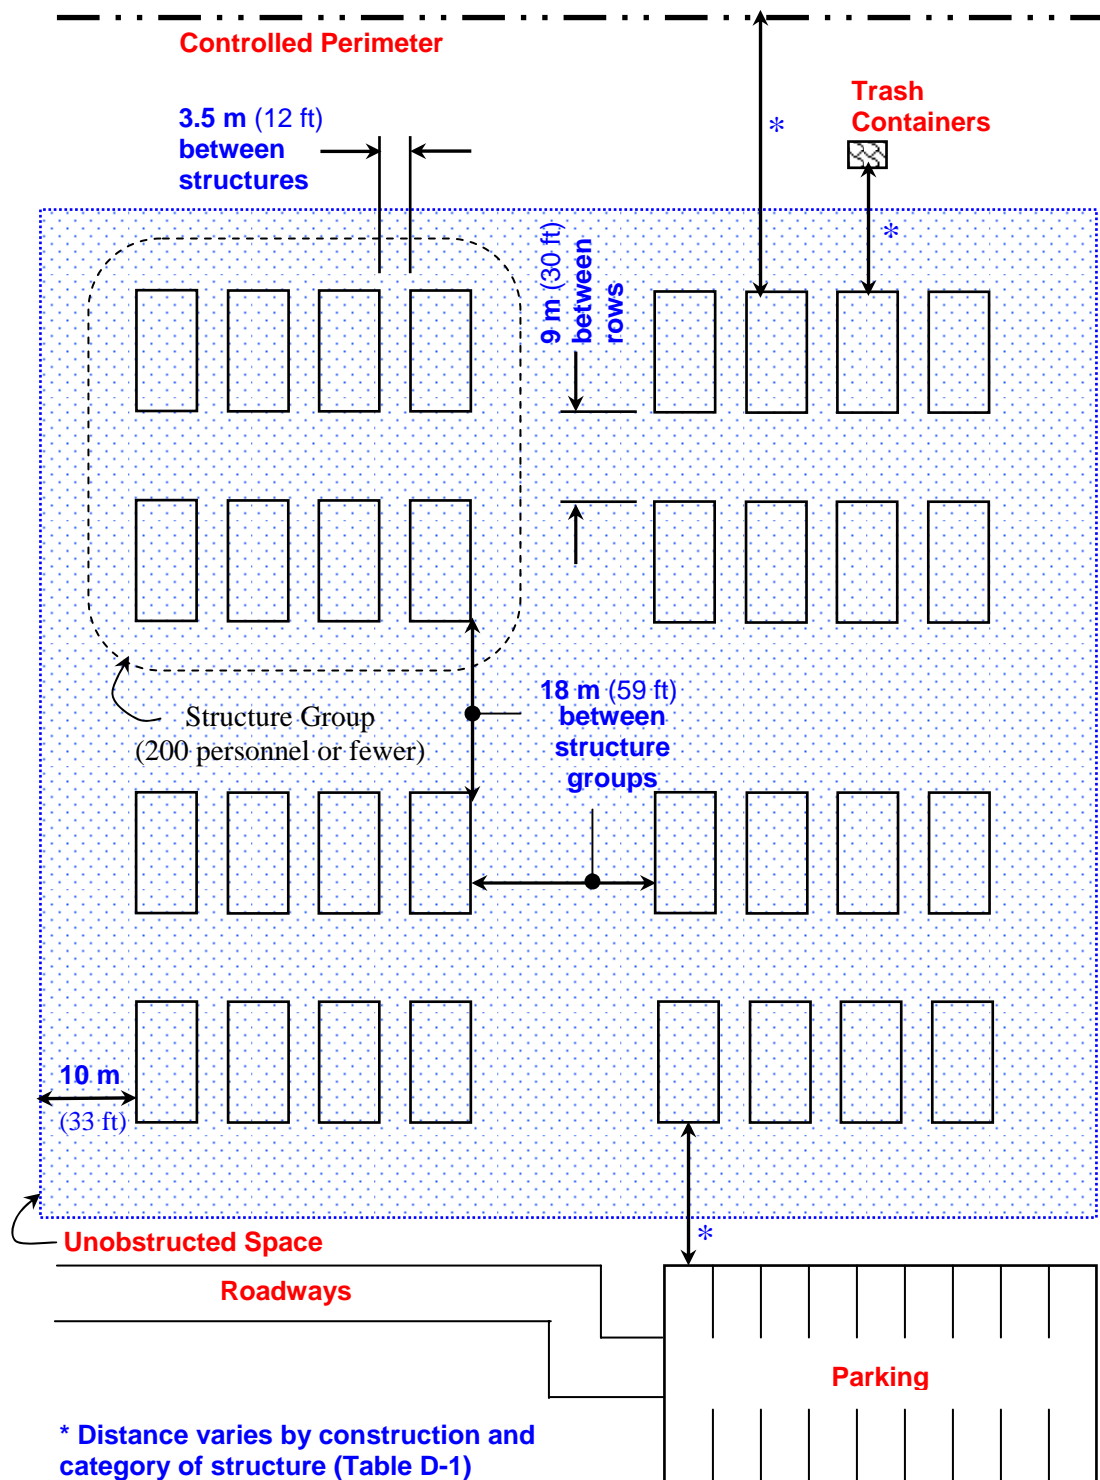 Controlled Perimeter
Trash
Containers
3.5 m (12 ft)
between
structures
*
*
9 m (30 ft)
between
rows
18 m (59 ft)
between
structure
groups
Structure Group
(200 personnel or fewer)
10 m
(33 ft)
*
Unobstructed Space
Roadways
Parking
* Distance varies by construction and
category of structure (Table D-1)